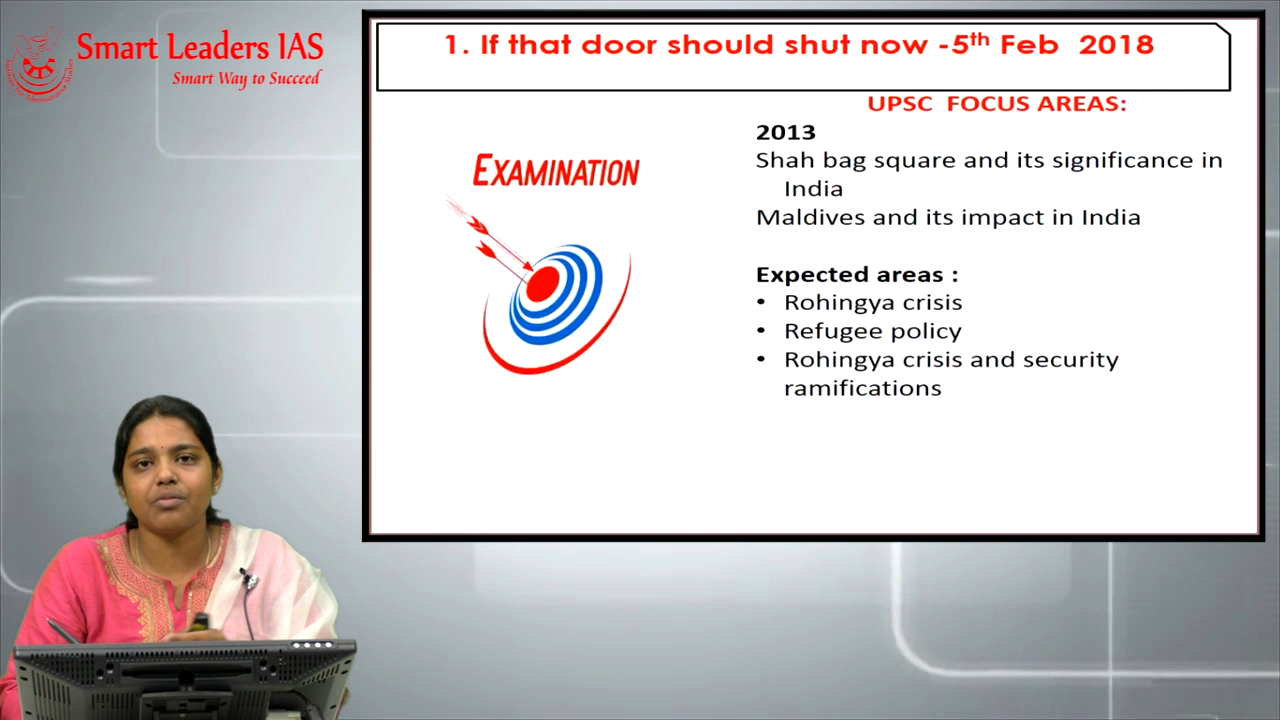 Smart Leaders IAS
Smart Way to Succeed
1. If that door should shut now -5th Feb 2018
UPSC FOCUS AREAS:
2013
Shah bag square and its significance in
India
Maldives and its impact in India
EXAMINATION
Expected areas :
• Rohingya crisis
• Refugee policy
• Rohingya crisis and security
ramifications